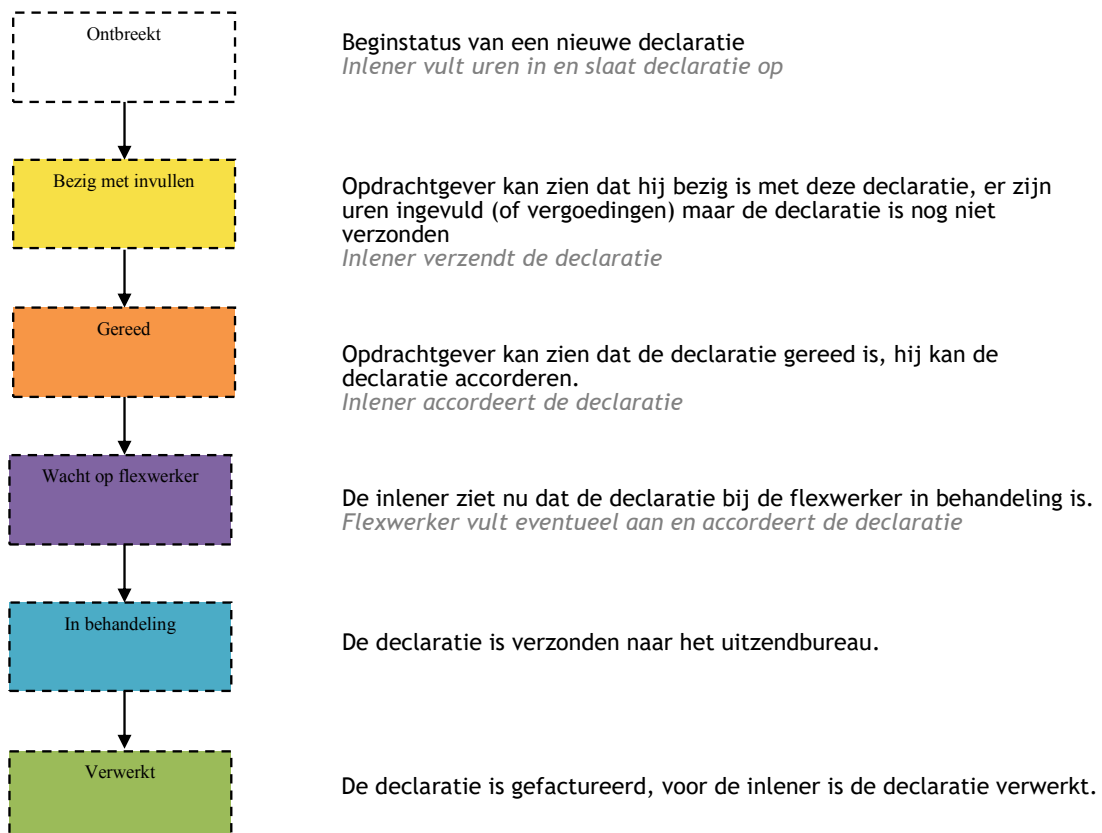 Ontbreekt
Beginstatus van een nieuwe declaratie
Inlener vult uren in en slaat declaratie op
Bezig met invullen
Opdrachtgever kan zien dat hij bezig is met deze declaratie, er zijn
uren ingevuld (of vergoedingen) maar de declaratie is nog niet
verzonden
Inlener verzendt de declaratie
Gereed
Opdrachtgever kan zien dat de declaratie gereed is, hij kan de
declaratie accorderen.
Inlener accordeert de declaratie
Wacht op flexwerker
De inlener ziet nu dat de declaratie bij de flexwerker in behandeling is.
Flexwerker vult eventueel aan en accordeert de declaratie
In behandeling
De declaratie is verzonden naar het uitzendbureau.
Verwerkt
De declaratie is gefactureerd, voor de inlener is de declaratie verwerkt.